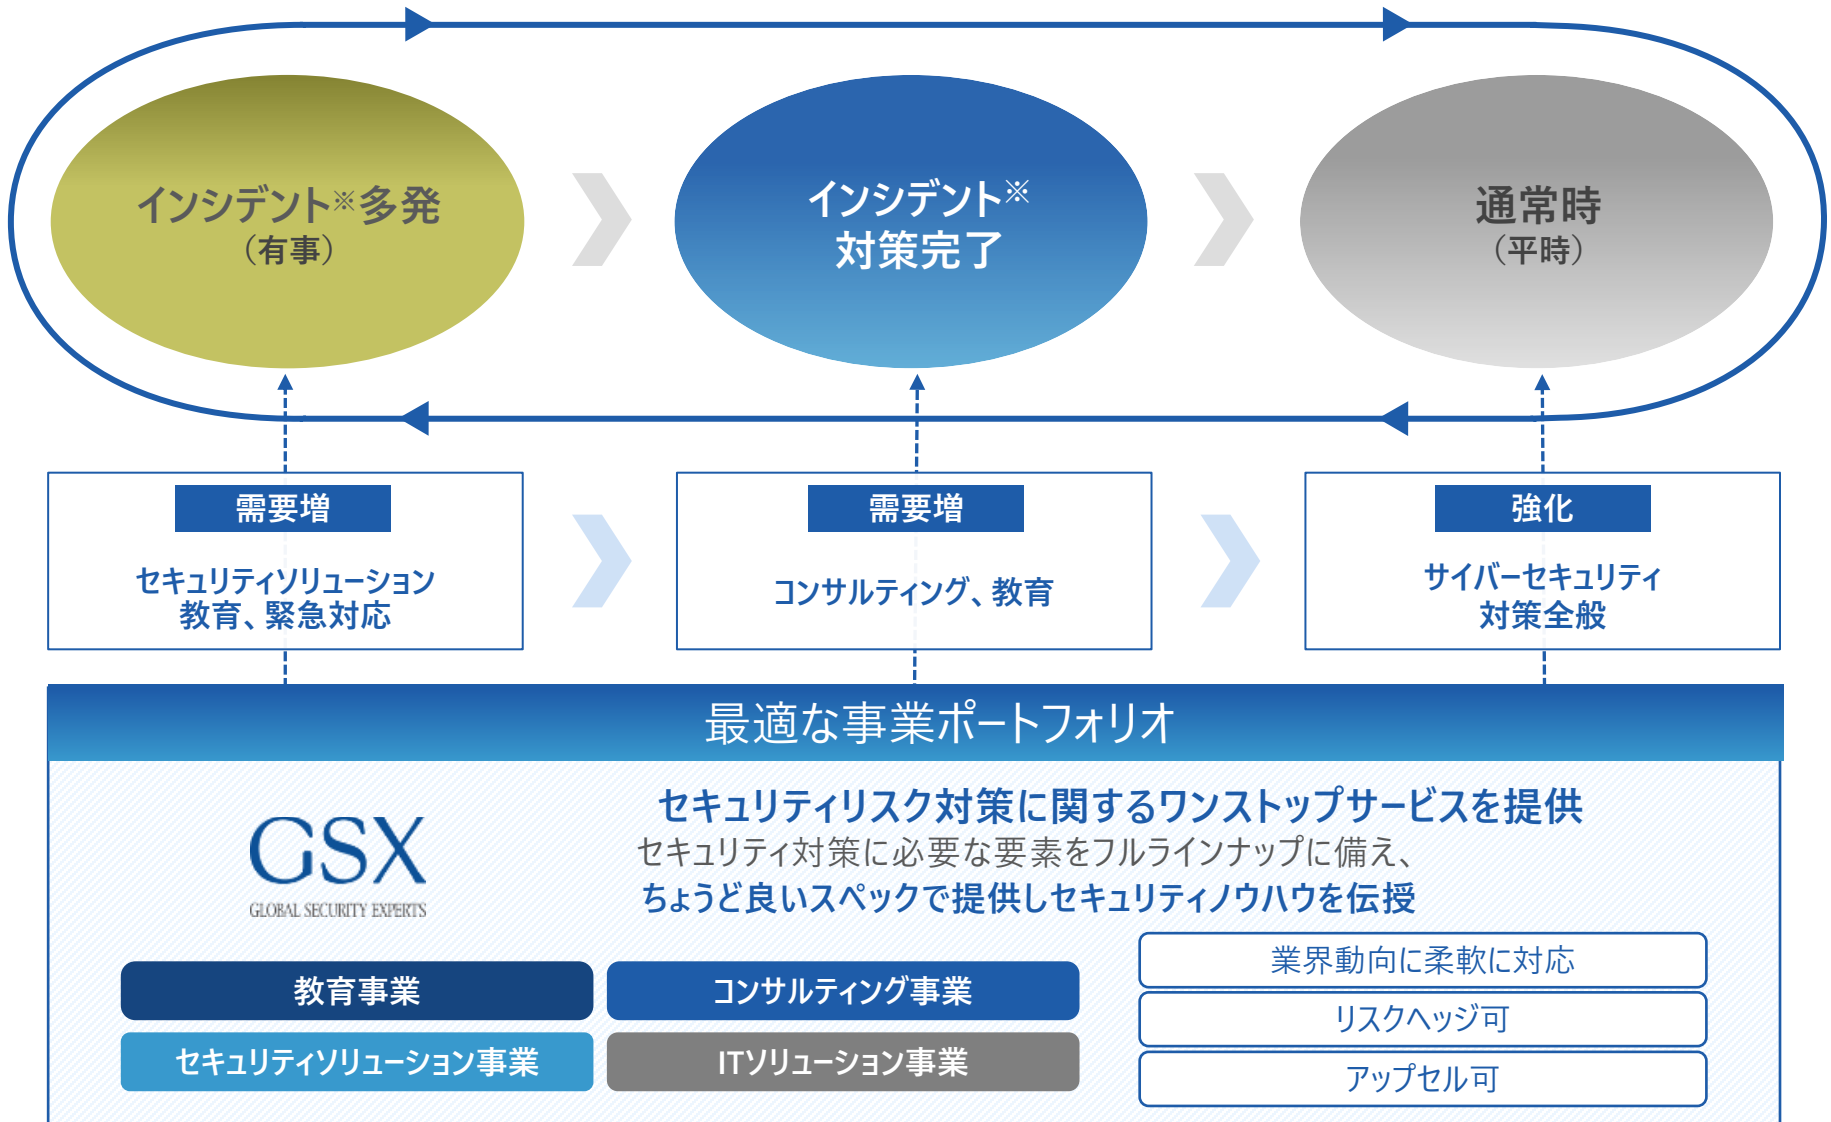 インシデント※多発
（有事）
インシデント※
対策完了
通常時
（平時）
需要増
セキュリティソリューション
教育、緊急対応
需要増
コンサルティング、教育
強化
サイバーセキュリティ
対策全般
最適な事業ポートフォリオ
GSX
GLOBAL SECURITY EXPERTS
セキュリティリスク対策に関するワンストップサービスを提供
セキュリティ対策に必要な要素をフルラインナップに備え、
ちょうど良いスペックで提供しセキュリティノウハウを伝授
教育事業
コンサルティング事業
セキュリティソリューション事業
ITソリューション事業
業界動向に柔軟に対応
リスクヘッジ可
アップセル可